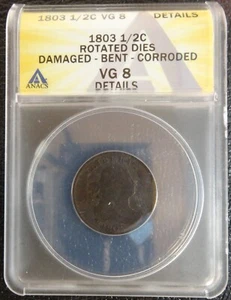 1803 1/2C VG 8
DETAILS
ANACS
1803 1/2C
ROTATED DIES
DAMAGED - BENT - CORRODED
VG 8
DETAILS